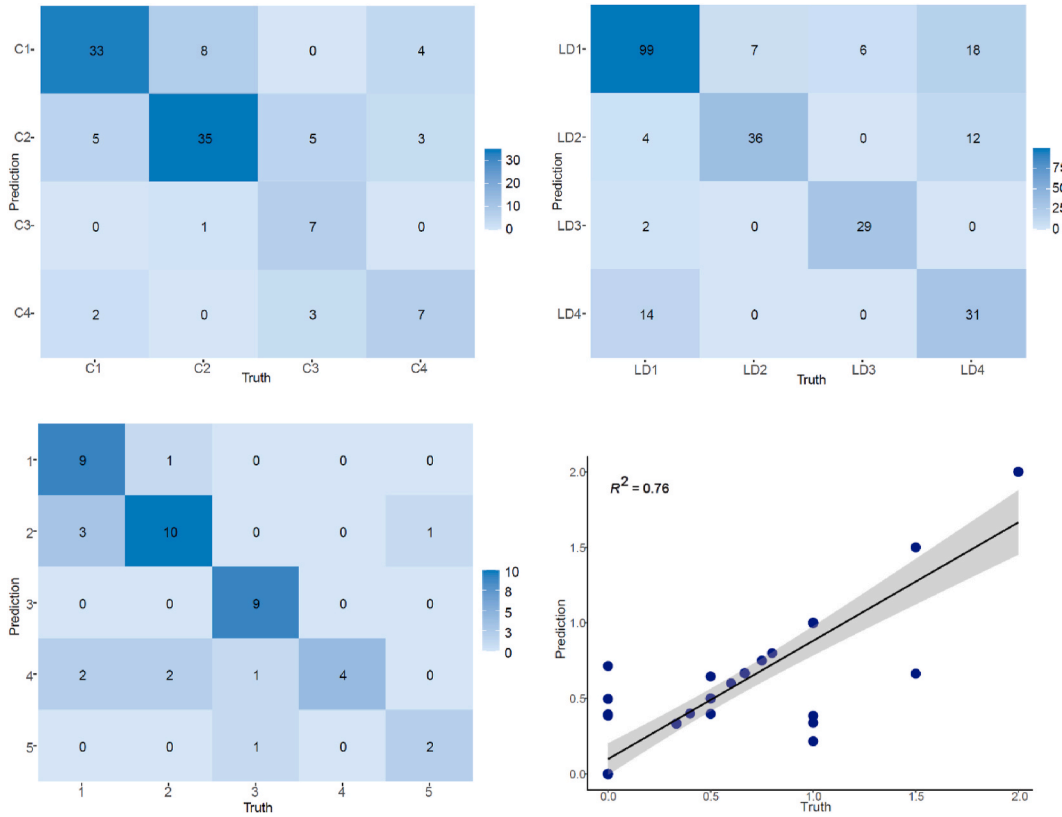 C1- 33 8 0 4
C2- 5 35 5 3
C3- 0 1 7 0
C4- 2 0 3 7
C1 C2 C3 C4
Truth
Prediction
30
20
10
0
LD1- 99 7 6 18
LD2- 4 36 0 12
LD3- 2 0 29 0
LD4- 14 0 0 31
LD1 LD2 LD3 LD4
Truth
Prediction
75
50
25
0
1- 9 1 0 0 0
2- 3 10 0 0 1
3- 0 0 9 0 0
4- 2 2 1 4 0
5- 0 0 1 0 2
1 2 3 4 5
Truth
Prediction
10
8
5
3
0
R² = 0.76
2.0
1.5
1.0
0.5
0.0
0.0 0.5 1.0 1.5 2.0
Truth
Prediction